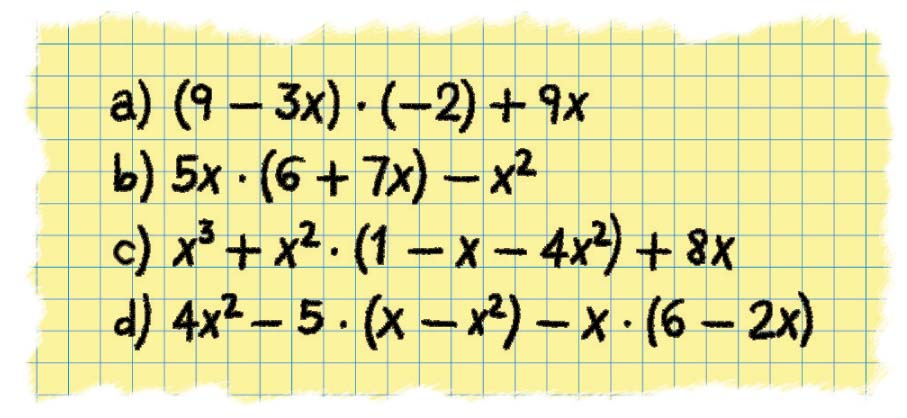 a) (9 – 3x) · (–2) + 9x
b) 5x · (6 + 7x) – x²
c) x³ + x² · (1 – x – 4x²) + 8x
d) 4x² – 5 · (x – x²) – x · (6 – 2x)